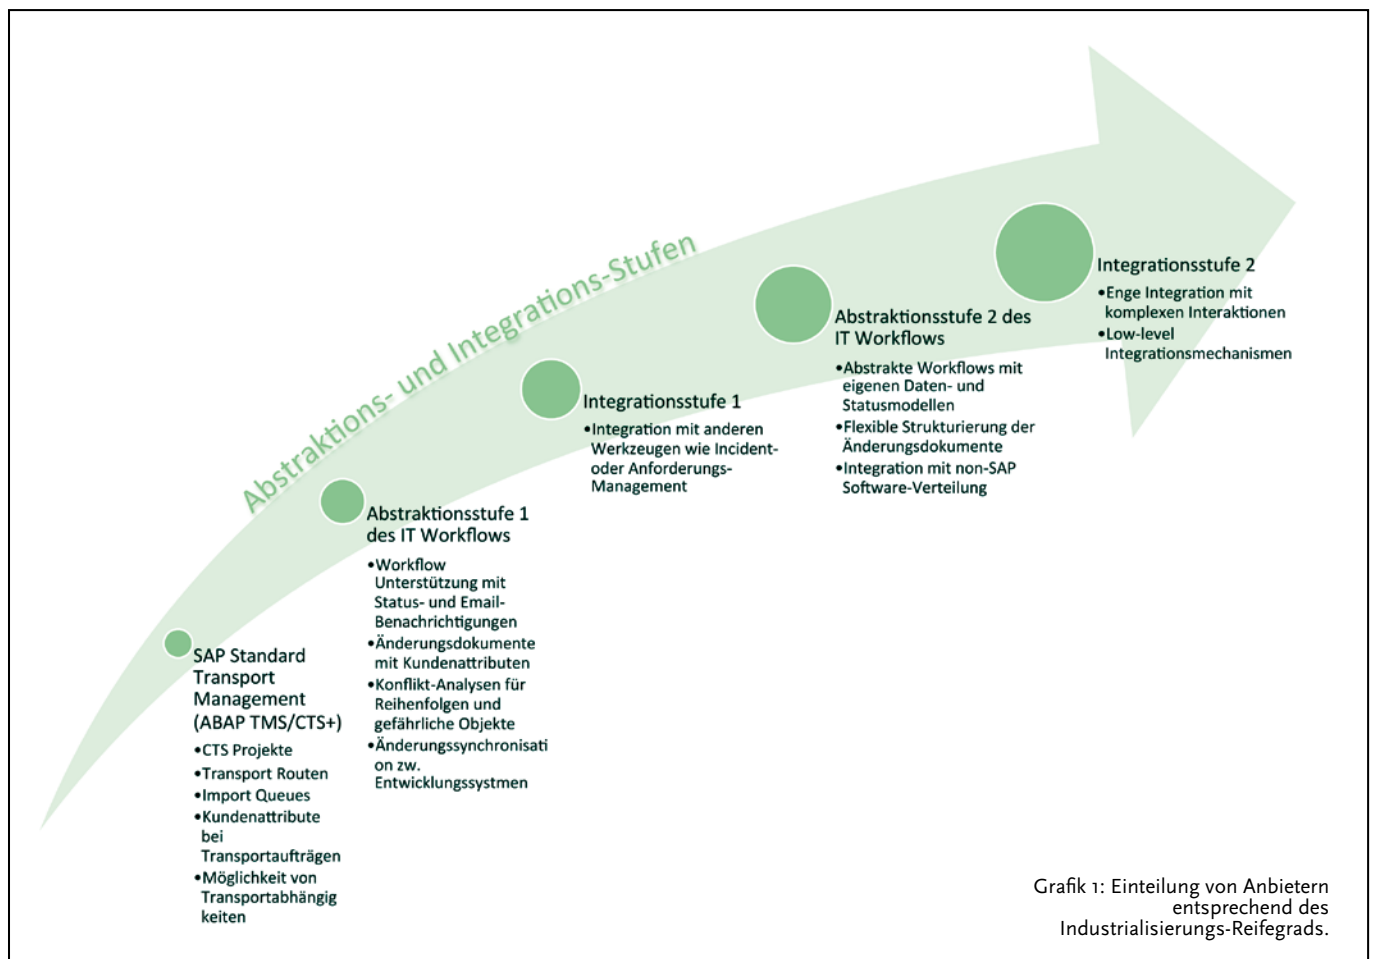 Abstraktions- und Integrations-Stufen
SAP Standard
Transport
Management
(ABAP TMS/CTS+)
•CTS Projekte
•Transport Routen
•Import Queues
•Kundenattribute
bei
Transportaufträgen
•Möglichkeit von
Transportabhängig
keiten
Abstraktionsstufe 1
des IT Workflows
•Workflow
Unterstützung mit
Status- und Email-
Benachrichtigungen
•Änderungsdokumente
mit Kundenattributen
•Konflikt-Analysen für
Reihenfolgen und
gefährliche Objekte
•Änderungssynchronisati
on zw.
Entwicklungssystmen
Integrationsstufe 1
•Integration mit anderen
Werkzeugen wie Incident-
oder Anforderungs-
Management
Abstraktionsstufe 2 des
IT Workflows
•Abstrakte Workflows mit
eigenen Daten- und
Statusmodellen
•Flexible Strukturierung der
Änderungsdokumente
•Integration mit non-SAP
Software-Verteilung
Integrationsstufe 2
•Enge Integration mit
komplexen Interaktionen
•Low-level
Integrationsmechanismen
Grafik 1: Einteilung von Anbietern
entsprechend des
Industrialisierungs-Reifegrads.